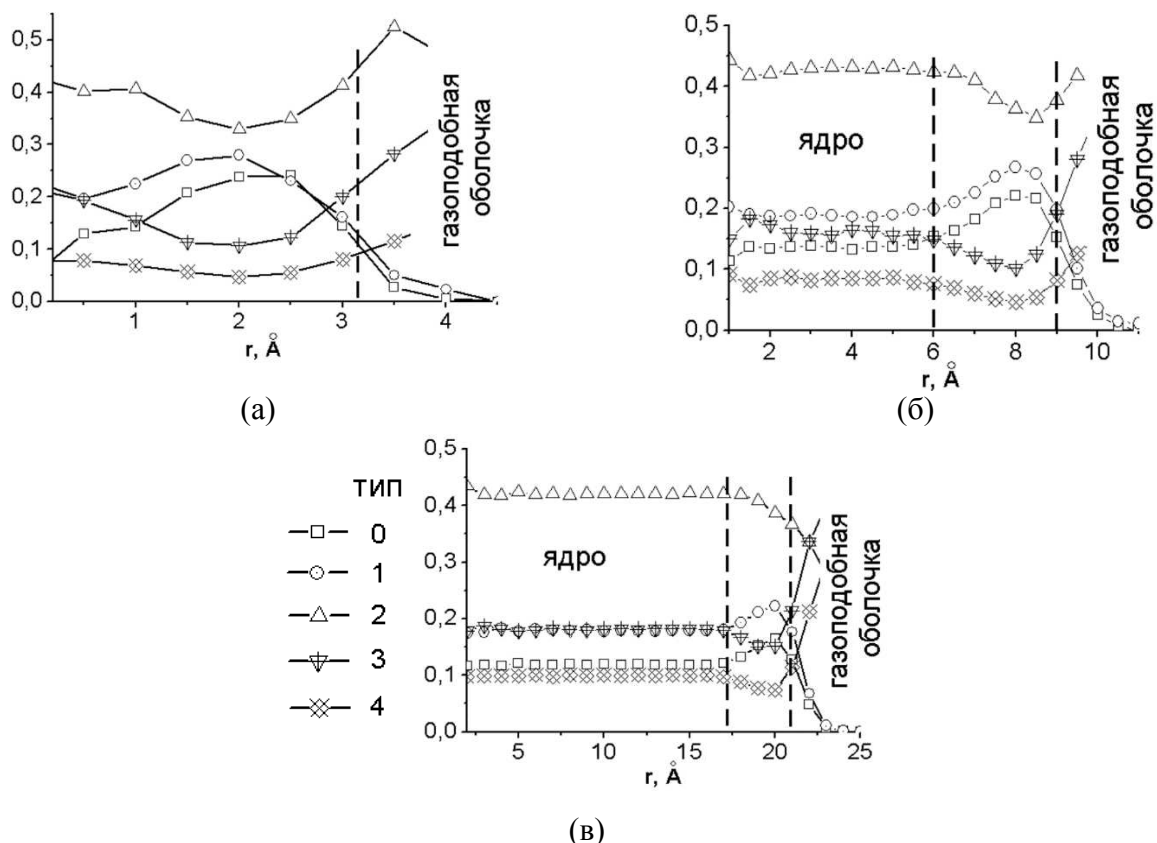 0,5
0,4
0,3
0,2
0,1
0,0
1
2
3
4
r, Å
газоподобная
оболочка
(а)
0,5
0,4
0,3
0,2
0,1
0,0
2
4
6
8
10
r, Å
ядро
газоподобная
оболочка
(б)
тип
0
1
2
3
4
0,5
0,4
0,3
0,2
0,1
0,0
5
10
15
20
25
r, Å
ядро
газоподобная
оболочка
(в)